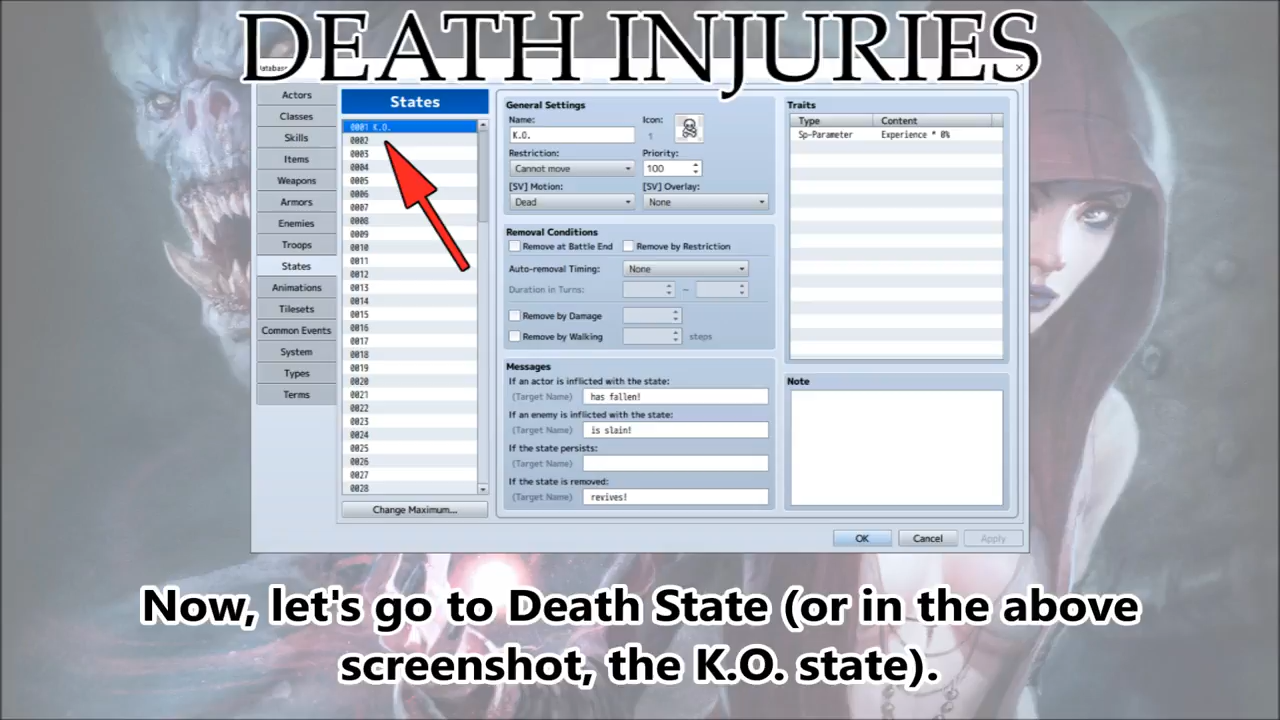 DEATH INJURIES
Database
Actors
Classes
Skills
Items
Weapons
Armors
Enemies
Troops
States
Animations
Tilesets
Common Events
System
Types
Terms
States
0001 K.O.
0002
0003
0004
0005
0006
0007
0008
0009
0010
0011
0012
0013
0014
0015
0016
0017
0018
0019
0020
0021
0022
0023
0024
0025
0026
0027
0028
Change Maximum...
General Settings
Name: Icon:
K.O. 1
Restriction: Priority:
Cannot move 100
[SV] Motion: [SV] Overlay:
Dead None
Removal Conditions
Remove at Battle End Remove by Restriction
Auto-removal Timing: None
Duration in Turns: –
Remove by Damage
Remove by Walking steps
Messages
If an actor is inflicted with the state:
(Target Name) has fallen!
If an enemy is inflicted with the state:
(Target Name) is slain!
If the state persists:
(Target Name)
If the state is removed:
(Target Name) revives!
Traits
Type Content
Sp-Parameter Experience * 0%
Note
OK Cancel Apply
Now, let's go to Death State (or in the above
screenshot, the K.O. state).